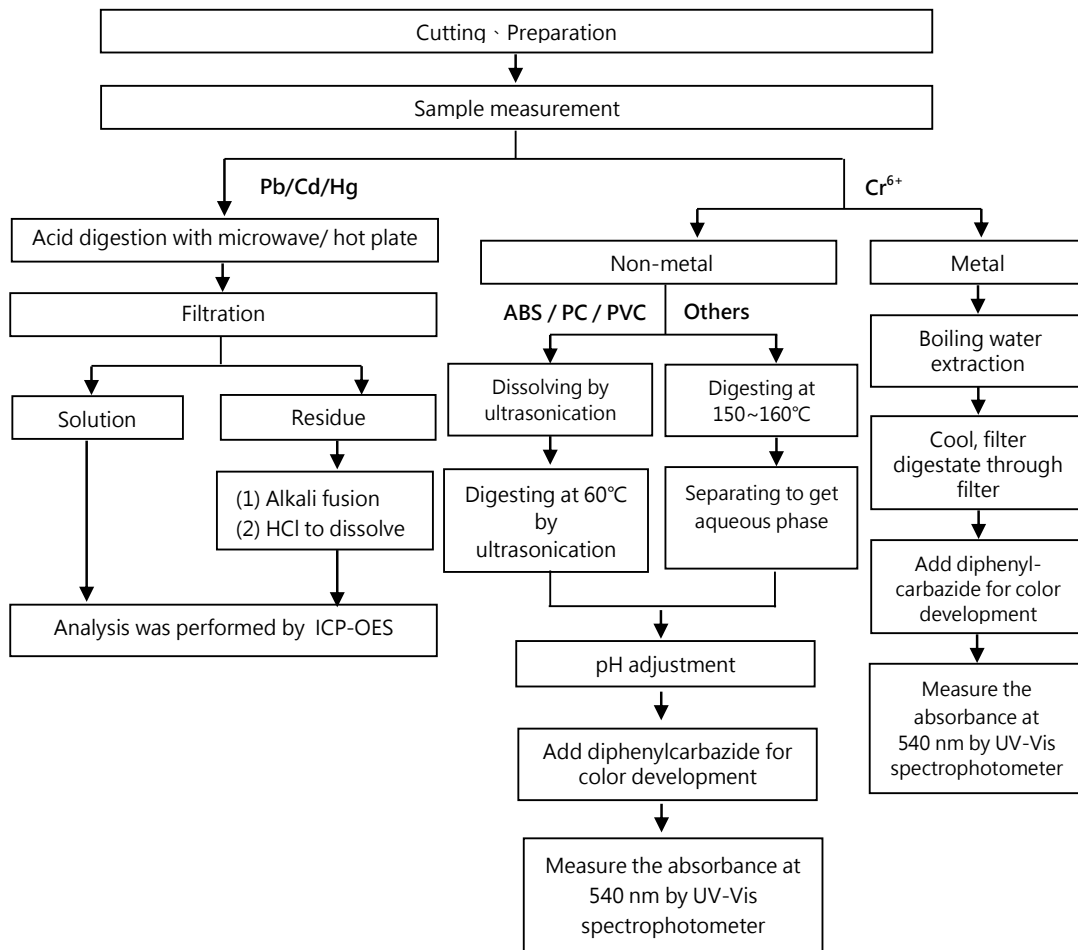 Cutting、Preparation
Sample measurement
Pb/Cd/Hg
Cr6+
Acid digestion with microwave/ hot plate
Filtration
Solution
Residue
(1) Alkali fusion
(2) HCl to dissolve
Analysis was performed by ICP-OES
Non-metal
ABS / PC / PVC
Others
Dissolving by
ultrasonication
Digesting at 60℃
by
ultrasonication
Digesting at
150~160℃
Separating to get
aqueous phase
pH adjustment
Add diphenylcarbazide for
color development
Measure the absorbance at
540 nm by UV-Vis
spectrophotometer
Metal
Boiling water
extraction
Cool, filter
digestate through
filter
Add diphenyl-
carbazide for color
development
Measure the
absorbance at
540 nm by UV-Vis
spectrophotometer